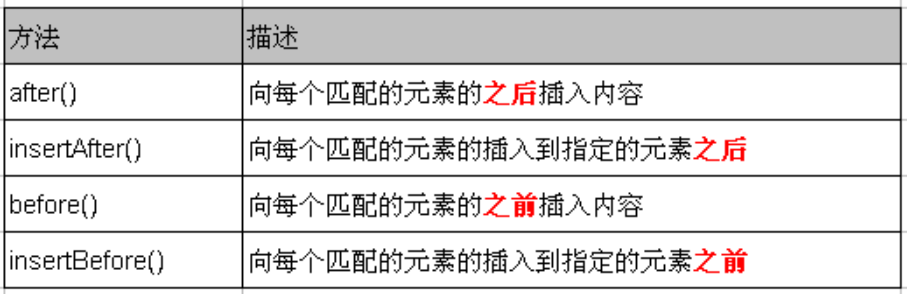 方法 描述
after() 向每个匹配的元素的之后插入内容
insertAfter() 向每个匹配的元素的插入到指定的元素之后
before() 向每个匹配的元素的之前插入内容
insertBefore() 向每个匹配的元素的插入到指定的元素之前